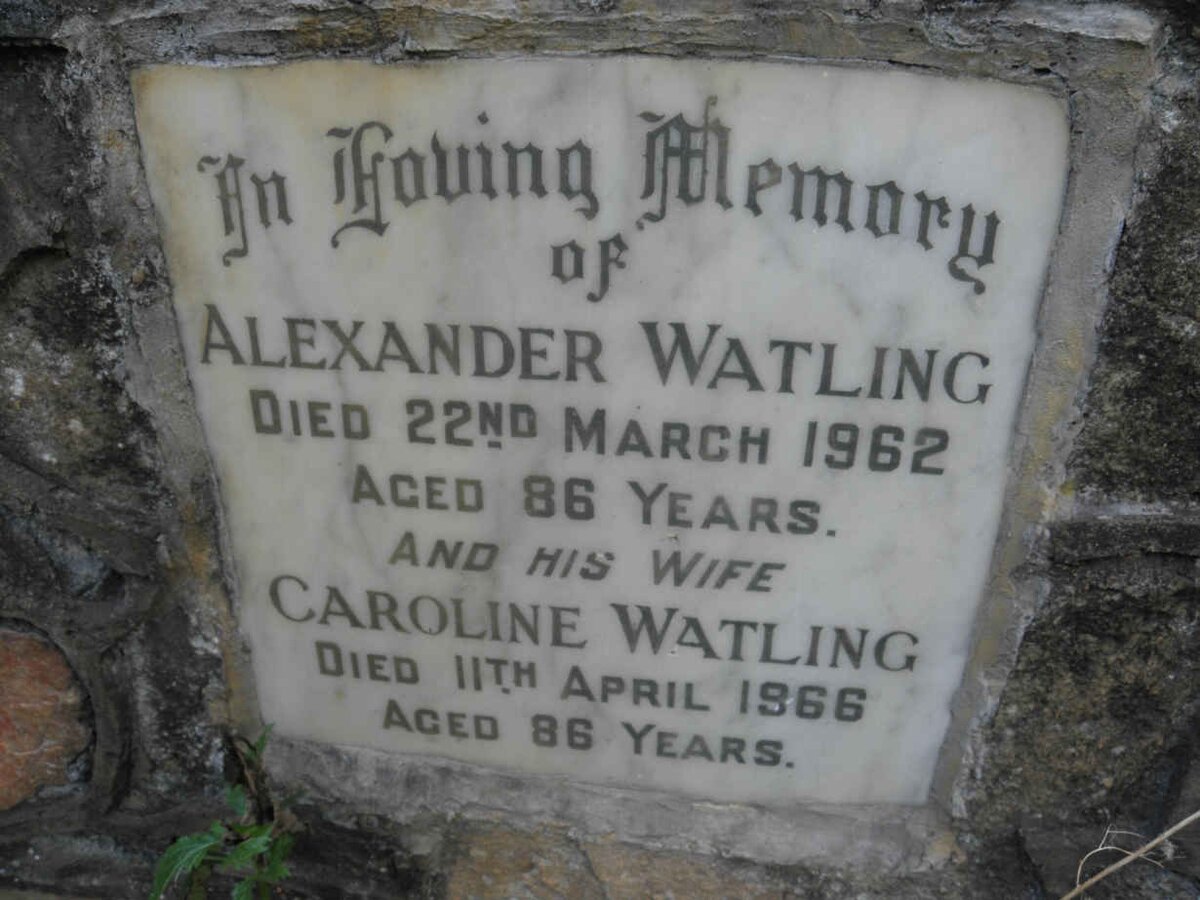 In Loving Memory
of
ALEXANDER WATLING
DIED 22ND MARCH 1962
AGED 86 YEARS.
AND HIS WIFE
CAROLINE WATLING
DIED 11TH APRIL 1966
AGED 86 YEARS.